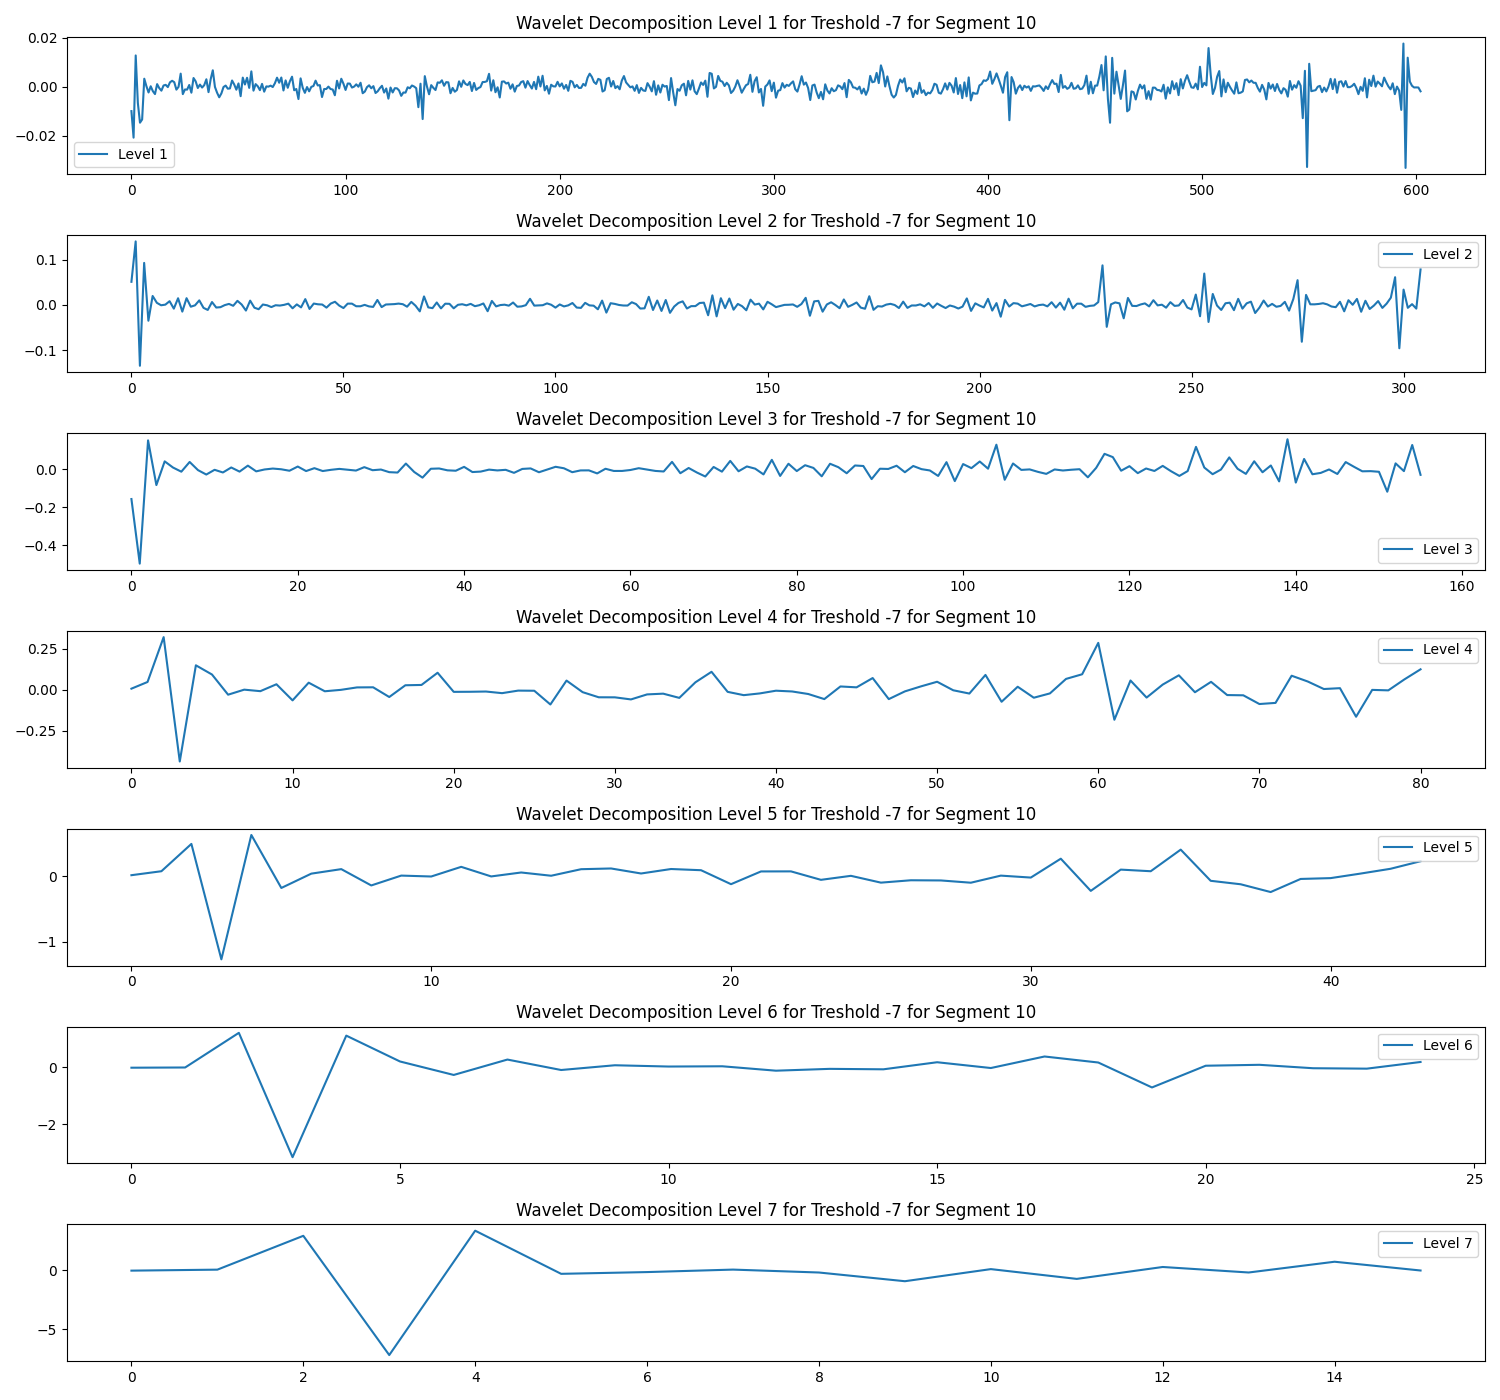 Wavelet Decomposition Level 1 for Treshold -7 for Segment 10
0.02
0.00
−0.02
Level 1
0 100 200 300 400 500 600
Wavelet Decomposition Level 2 for Treshold -7 for Segment 10
0.1
0.0
−0.1
Level 2
0 50 100 150 200 250 300
Wavelet Decomposition Level 3 for Treshold -7 for Segment 10
0.0
−0.2
−0.4
Level 3
0 20 40 60 80 100 120 140 160
Wavelet Decomposition Level 4 for Treshold -7 for Segment 10
0.25
0.00
−0.25
Level 4
0 10 20 30 40 50 60 70 80
Wavelet Decomposition Level 5 for Treshold -7 for Segment 10
0
−1
Level 5
0 10 20 30 40
Wavelet Decomposition Level 6 for Treshold -7 for Segment 10
0
−2
Level 6
0 5 10 15 20 25
Wavelet Decomposition Level 7 for Treshold -7 for Segment 10
0
−5
Level 7
0 2 4 6 8 10 12 14